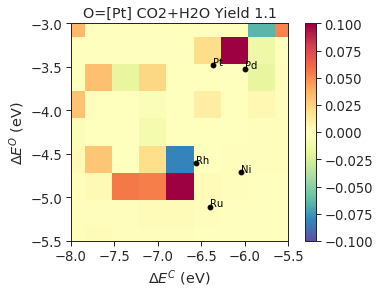 O=[Pt] CO2+H2O Yield 1.1
−3.0
−3.5
−4.0
−4.5
−5.0
−5.5
ΔE^O (eV)
Pt
Pd
Rh
Ni
Ru
−8.0 −7.5 −7.0 −6.5 −6.0 −5.5
ΔE^C (eV)
0.100
0.075
0.050
0.025
0.000
−0.025
−0.050
−0.075
−0.100